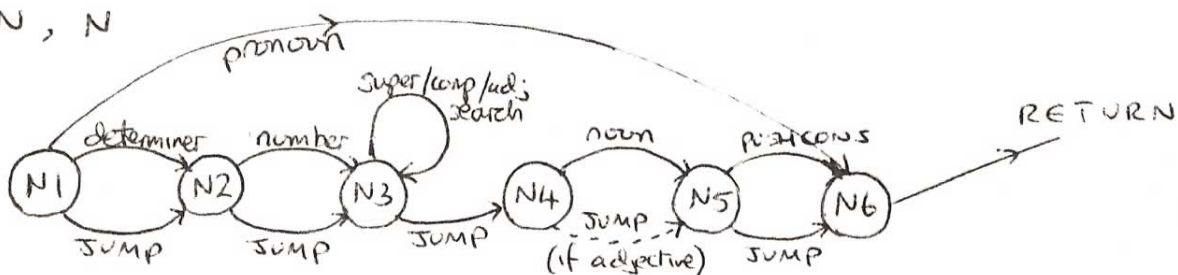 N, N
pronoun
super/comp/adj
search
RETURN
determiner
number
noun
PUSH CONS
N1
N2
N3
N4
N5
N6
JUMP
JUMP
JUMP
JUMP
(if adjective)
JUMP